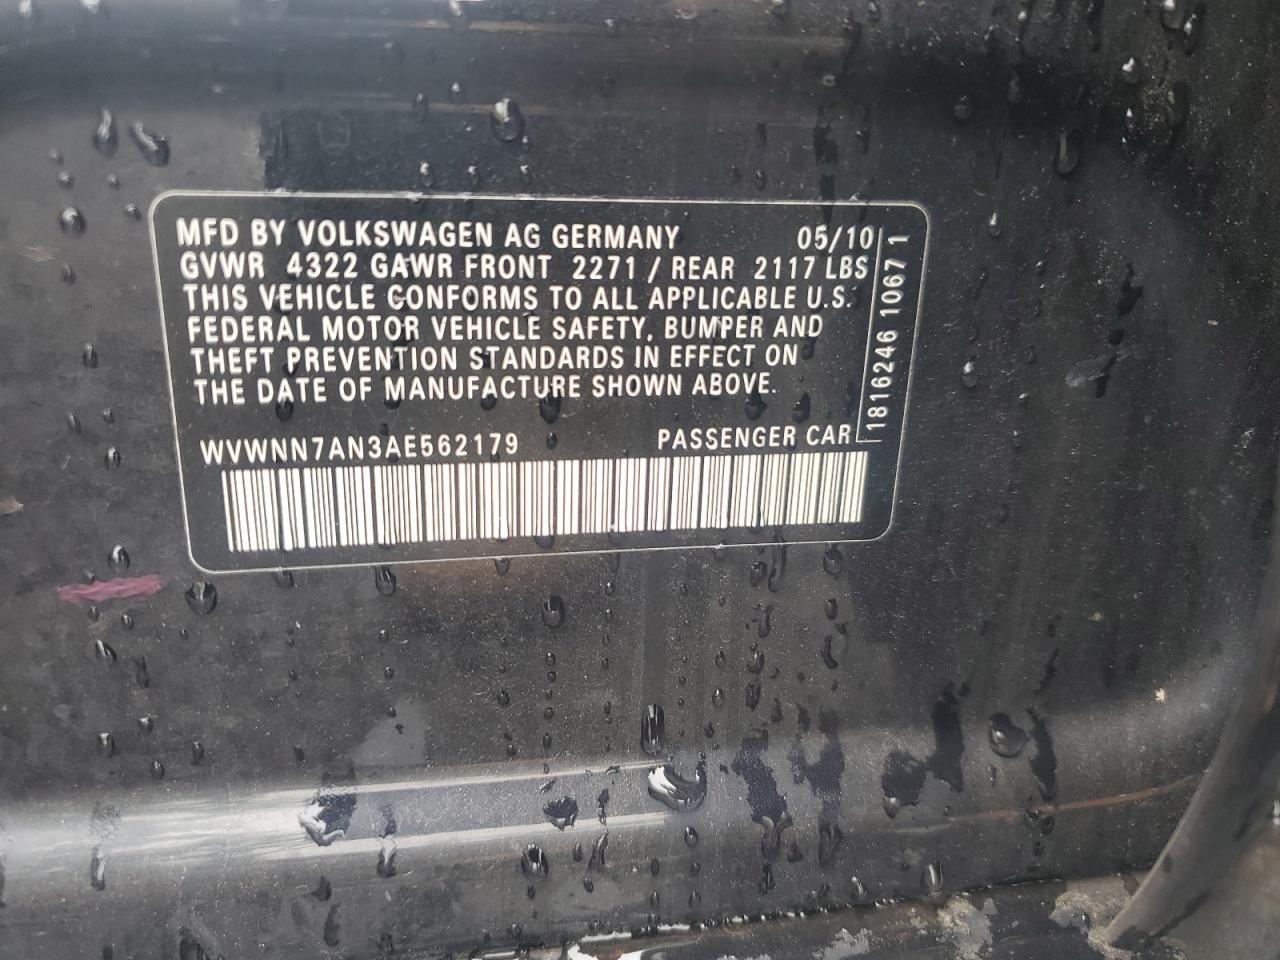 MFD BY VOLKSWAGEN AG GERMANY 05/10
GVWR 4322 GAWR FRONT 2271 / REAR 2117 LBS
THIS VEHICLE CONFORMS TO ALL APPLICABLE U.S.
FEDERAL MOTOR VEHICLE SAFETY, BUMPER AND
THEFT PREVENTION STANDARDS IN EFFECT ON
THE DATE OF MANUFACTURE SHOWN ABOVE.
WVWNN7AN3AE562179 PASSENGER CAR
1816246 1067 1